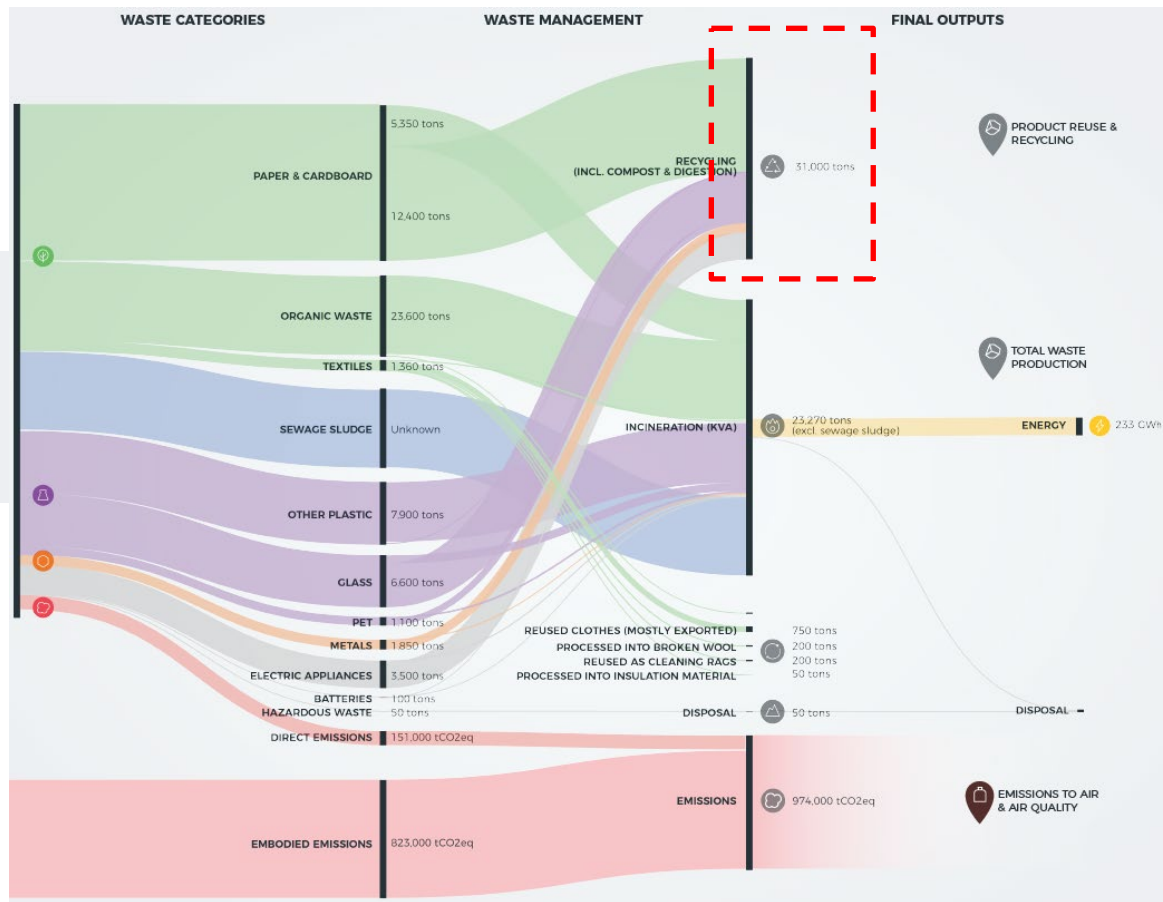 WASTE CATEGORIES
WASTE MANAGEMENT
FINAL OUTPUTS
PAPER & CARDBOARD
5,350 tons
12,400 tons
RECYCLING
(INCL. COMPOST & DIGESTION)
31,000 tons
PRODUCT REUSE &
RECYCLING
ORGANIC WASTE
23,600 tons
TEXTILES
1,360 tons
TOTAL WASTE
PRODUCTION
SEWAGE SLUDGE
Unknown
INCINERATION (KVA)
23,270 tons
(excl. sewage sludge)
ENERGY
233 GWh
OTHER PLASTIC
7,900 tons
GLASS
6,600 tons
PET
1,100 tons
REUSED CLOTHES (MOSTLY EXPORTED)
750 tons
METALS
1,850 tons
PROCESSED INTO BROKEN WOOL
200 tons
REUSED AS CLEANING RAGS
200 tons
ELECTRIC APPLIANCES
3,500 tons
PROCESSED INTO INSULATION MATERIAL
50 tons
BATTERIES
100 tons
HAZARDOUS WASTE
50 tons
DISPOSAL
50 tons
DISPOSAL
DIRECT EMISSIONS
151,000 tCO2eq
EMISSIONS
974,000 tCO2eq
EMISSIONS TO AIR
& AIR QUALITY
EMBODIED EMISSIONS
823,000 tCO2eq